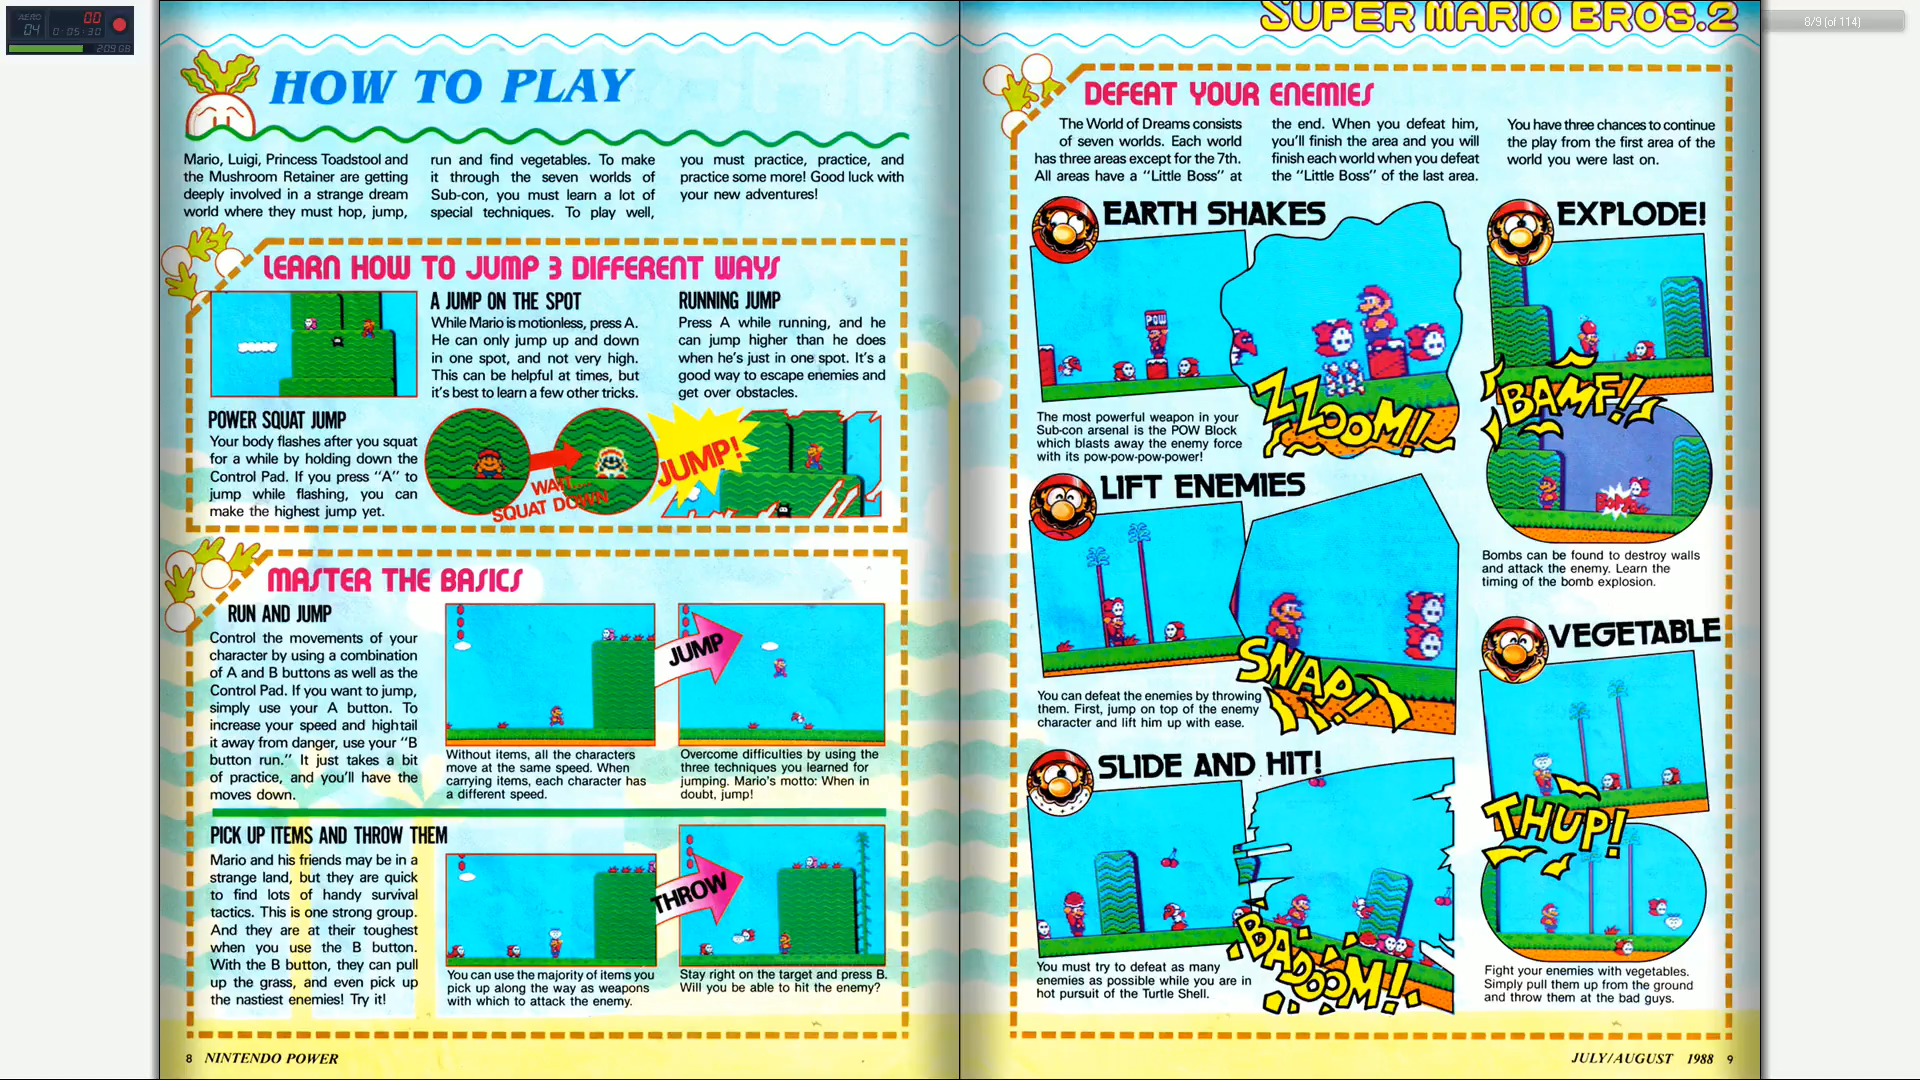 AERO
04
00
0:05:30
209GB
8/9 (of 114)
SUPER MARIO BROS.2
HOW TO PLAY
Mario, Luigi, Princess Toadstool and
the Mushroom Retainer are getting
deeply involved in a strange dream
world where they must hop, jump,
run and find vegetables. To make
it through the seven worlds of
Sub-con, you must learn a lot of
special techniques. To play well,
you must practice, practice, and
practice some more! Good luck with
your new adventures!
LEARN HOW TO JUMP 3 DIFFERENT WAYS
A JUMP ON THE SPOT
While Mario is motionless, press A.
He can only jump up and down
in one spot, and not very high.
This can be helpful at times, but
it's best to learn a few other tricks.
RUNNING JUMP
Press A while running, and he
can jump higher than he does
when he's just in one spot. It's a
good way to escape enemies and
get over obstacles.
POWER SQUAT JUMP
Your body flashes after you squat
for a while by holding down the
Control Pad. If you press "A" to
jump while flashing, you can
make the highest jump yet.
WAIT....
SQUAT DOWN
JUMP!
MASTER THE BASICS
RUN AND JUMP
Control the movements of your
character by using a combination
of A and B buttons as well as the
Control Pad. If you want to jump,
simply use your A button. To
increase your speed and hightail
it away from danger, use your "B
button run." It just takes a bit
of practice, and you'll have the
moves down.
JUMP
Without items, all the characters
move at the same speed. When
carrying items, each character has
a different speed.
Overcome difficulties by using the
three techniques you learned for
jumping. Mario's motto: When in
doubt, jump!
PICK UP ITEMS AND THROW THEM
Mario and his friends may be in a
strange land, but they are quick
to find lots of handy survival
tactics. This is one strong group.
And they are at their toughest
when you use the B button.
With the B button, they can pull
up the grass, and even pick up
the nastiest enemies! Try it!
THROW
You can use the majority of items you
pick up along the way as weapons
with which to attack the enemy.
Stay right on the target and press B.
Will you be able to hit the enemy?
8 NINTENDO POWER
DEFEAT YOUR ENEMIES
The World of Dreams consists
of seven worlds. Each world
has three areas except for the 7th.
All areas have a "Little Boss" at
the end. When you defeat him,
you'll finish the area and you will
finish each world when you defeat
the "Little Boss" of the last area.
You have three chances to continue
the play from the first area of the
world you were last on.
EARTH SHAKES
POW
ZZOOM!
The most powerful weapon in your
Sub-con arsenal is the POW Block
which blasts away the enemy force
with its pow-pow-pow-power!
LIFT ENEMIES
SNAP!
You can defeat the enemies by throwing
them. First, jump on top of the enemy
character and lift him up with ease.
SLIDE AND HIT!
BADOOM!
You must try to defeat as many
enemies as possible while you are in
hot pursuit of the Turtle Shell.
EXPLODE!
BAMF!
Bombs can be found to destroy walls
and attack the enemy. Learn the
timing of the bomb explosion.
VEGETABLE
THUP!
Fight your enemies with vegetables.
Simply pull them up from the ground
and throw them at the bad guys.
JULY/AUGUST 1988 9